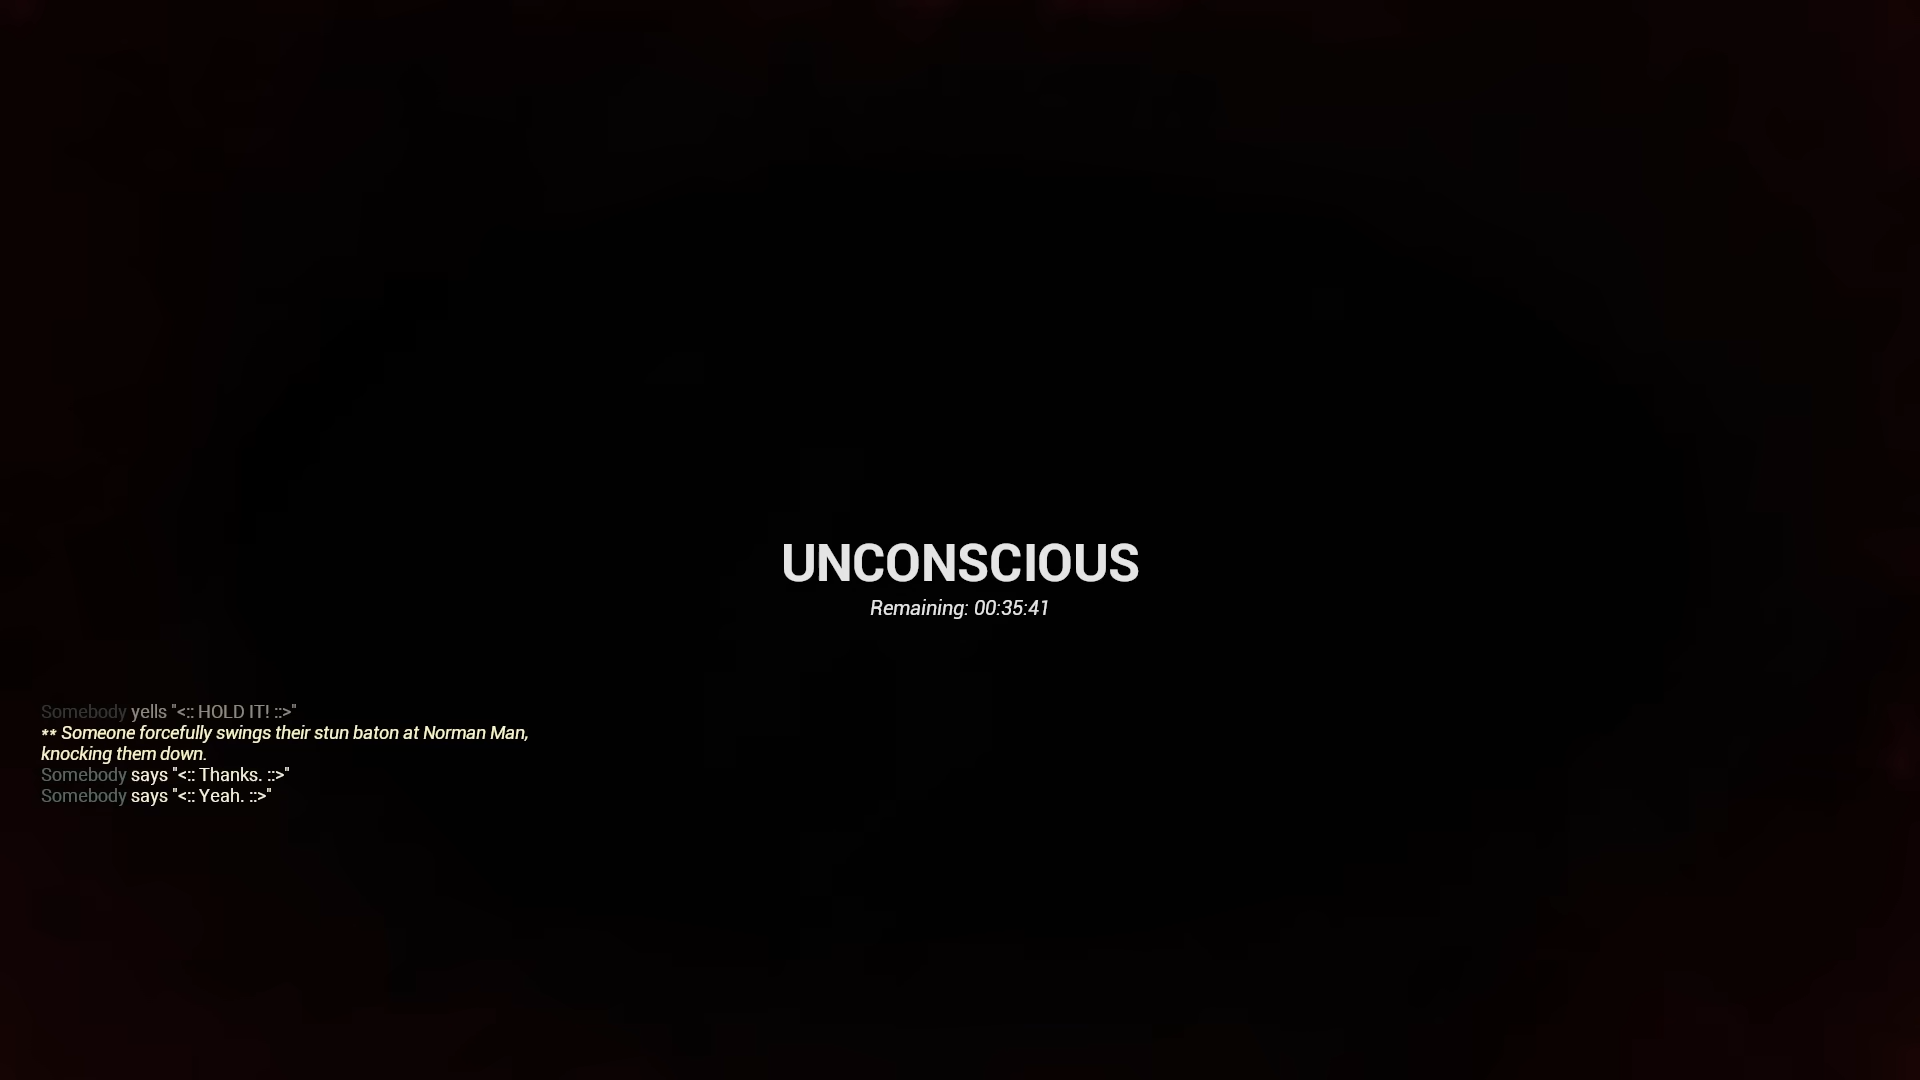 UNCONSCIOUS
Remaining: 00:35:41
Somebody yells "<:: HOLD IT! ::>"
** Someone forcefully swings their stun baton at Norman Man,
knocking them down.
Somebody says "<:: Thanks. ::>"
Somebody says "<:: Yeah. ::>"